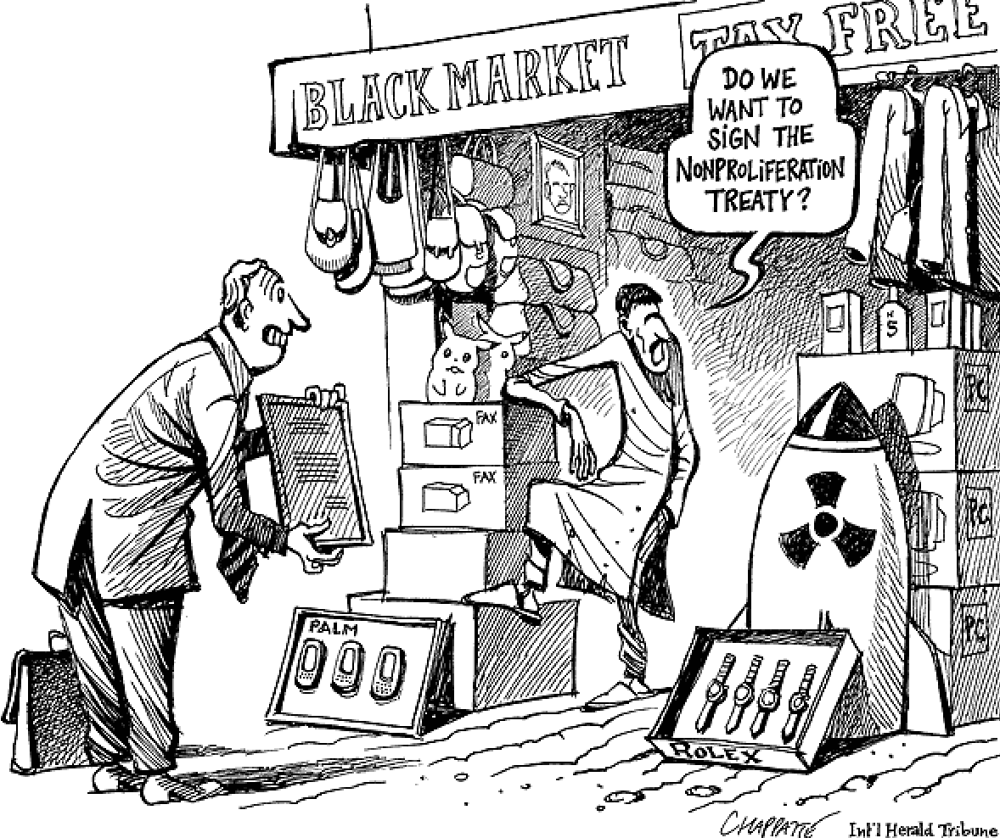 BLACK MARKET
TAX FREE
DO WE
WANT TO
SIGN THE
NONPROLIFERATION
TREATY?
FAX
FAX
PC
PC
PC
PALM
ROLEX
CHAPPATTE
Int'l Herald Tribune